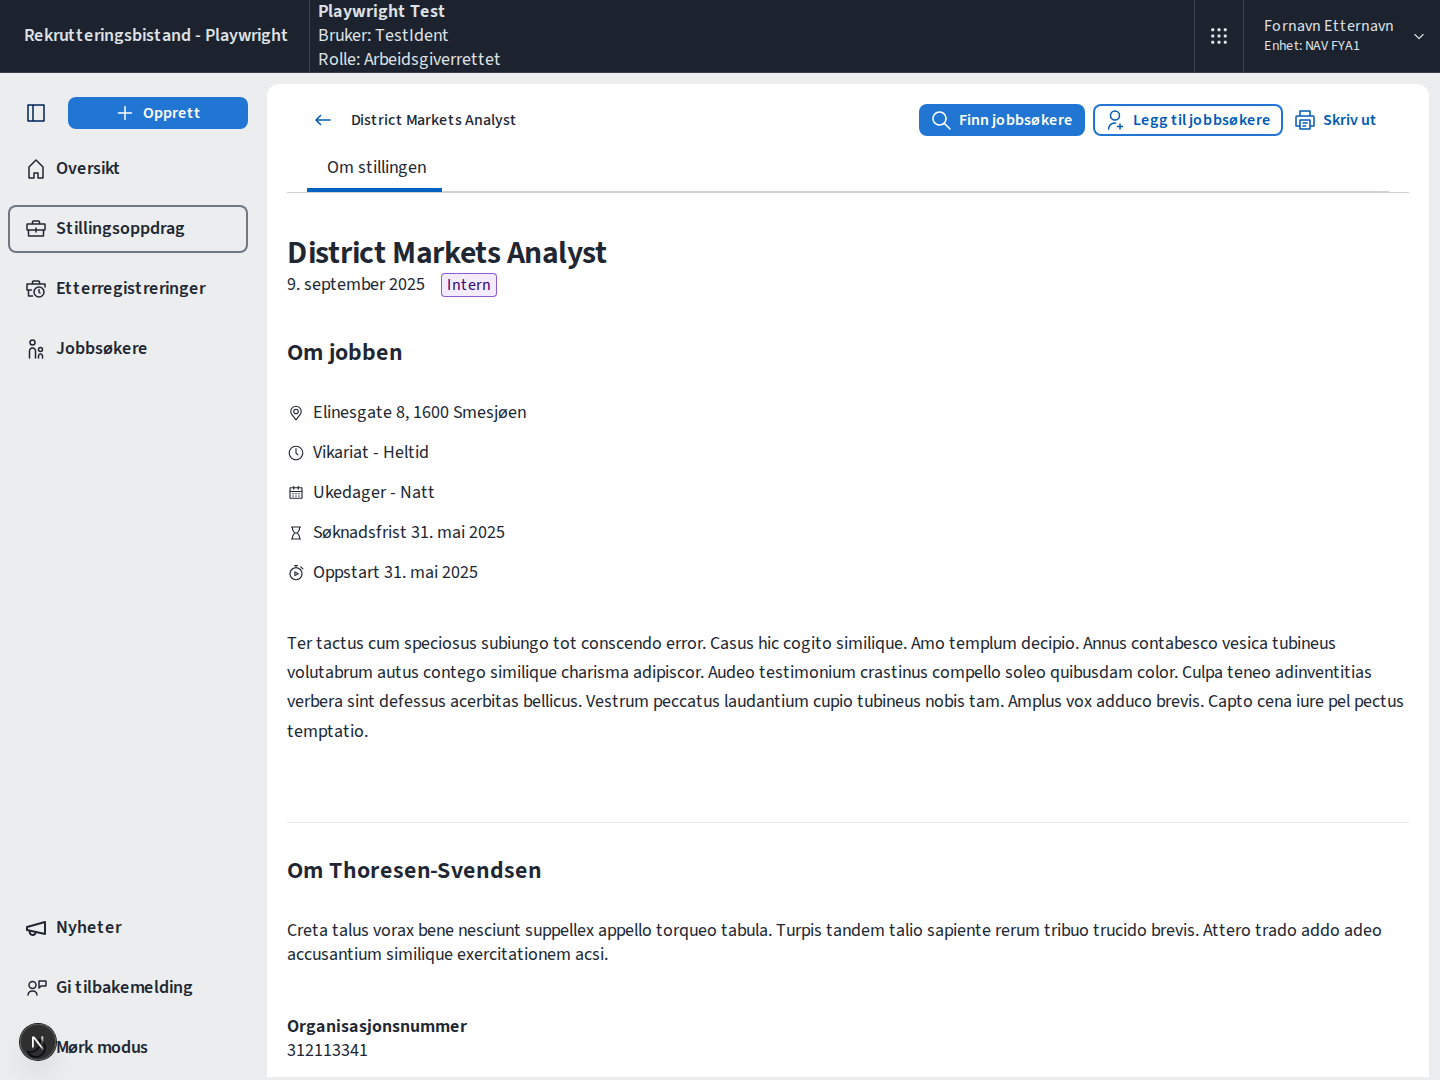 Rekrutteringsbistand - Playwright
Playwright Test
Bruker: TestIdent
Rolle: Arbeidsgiverrettet
Fornavn Etternavn
Enhet: NAV FYA1
Opprett
Oversikt
Stillingsoppdrag
Etterregistreringer
Jobbsøkere
Nyheter
Gi tilbakemelding
N
Mørk modus
District Markets Analyst
Finn jobbsøkere
Legg til jobbsøkere
Skriv ut
Om stillingen
District Markets Analyst
9. september 2025 Intern
Om jobben
Elinesgate 8, 1600 Smesjøen
Vikariat - Heltid
Ukedager - Natt
Søknadsfrist 31. mai 2025
Oppstart 31. mai 2025
Ter tactus cum speciosus subiungo tot conscendo error. Casus hic cogito similique. Amo templum decipio. Annus contabesco vesica tubineus
volutabrum autus contego similique charisma adipiscor. Audeo testimonium crastinus compello soleo quibusdam color. Culpa teneo adinventitias
verbera sint defessus acerbitas bellicus. Vestrum peccatus laudantium cupio tubineus nobis tam. Amplus vox adduco brevis. Capto cena iure pel pectus
temptatio.
Om Thoresen-Svendsen
Creta talus vorax bene nesciunt suppellex appello torqueo tabula. Turpis tandem talio sapiente rerum tribuo trucido brevis. Attero trado addo adeo
accusantium similique exercitationem acsi.
Organisasjonsnummer
312113341